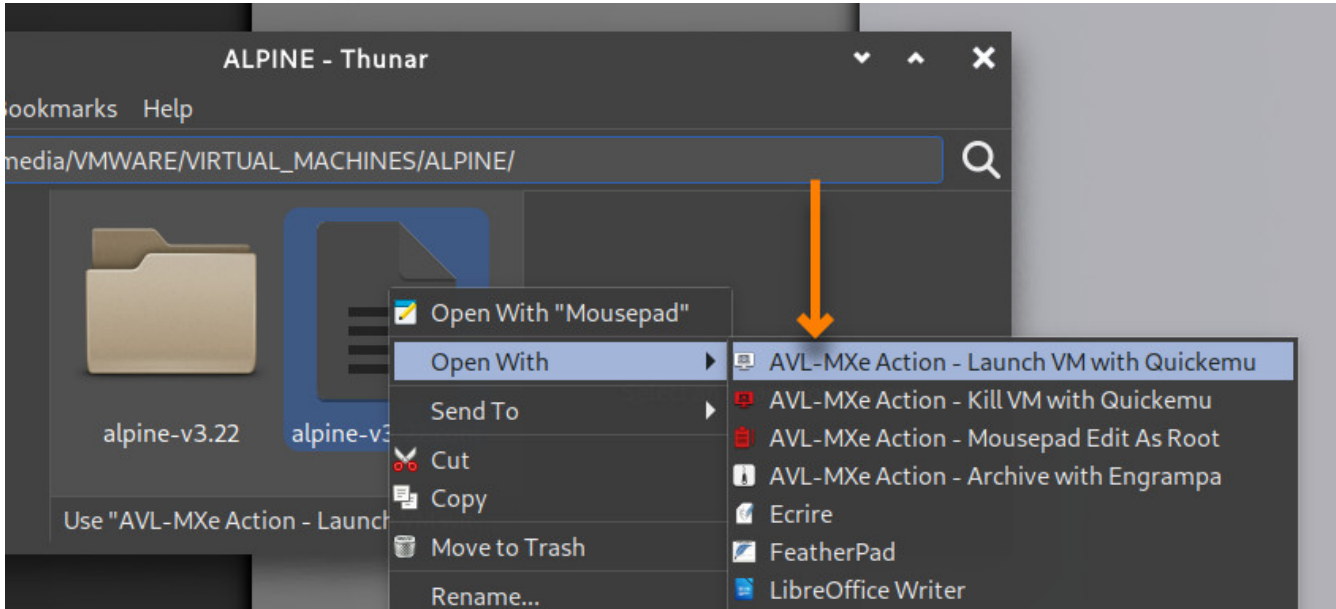 ALPINE - Thunar
Bookmarks Help
media/VMWARE/VIRTUAL_MACHINES/ALPINE/
alpine-v3.22
alpine-v3
Use "AVL-MXe Action - Launch
Open With "Mousepad"
Open With
Send To
Cut
Copy
Move to Trash
Rename...
AVL-MXe Action - Launch VM with Quickemu
AVL-MXe Action - Kill VM with Quickemu
AVL-MXe Action - Mousepad Edit As Root
AVL-MXe Action - Archive with Engrampa
Ecrire
FeatherPad
LibreOffice Writer